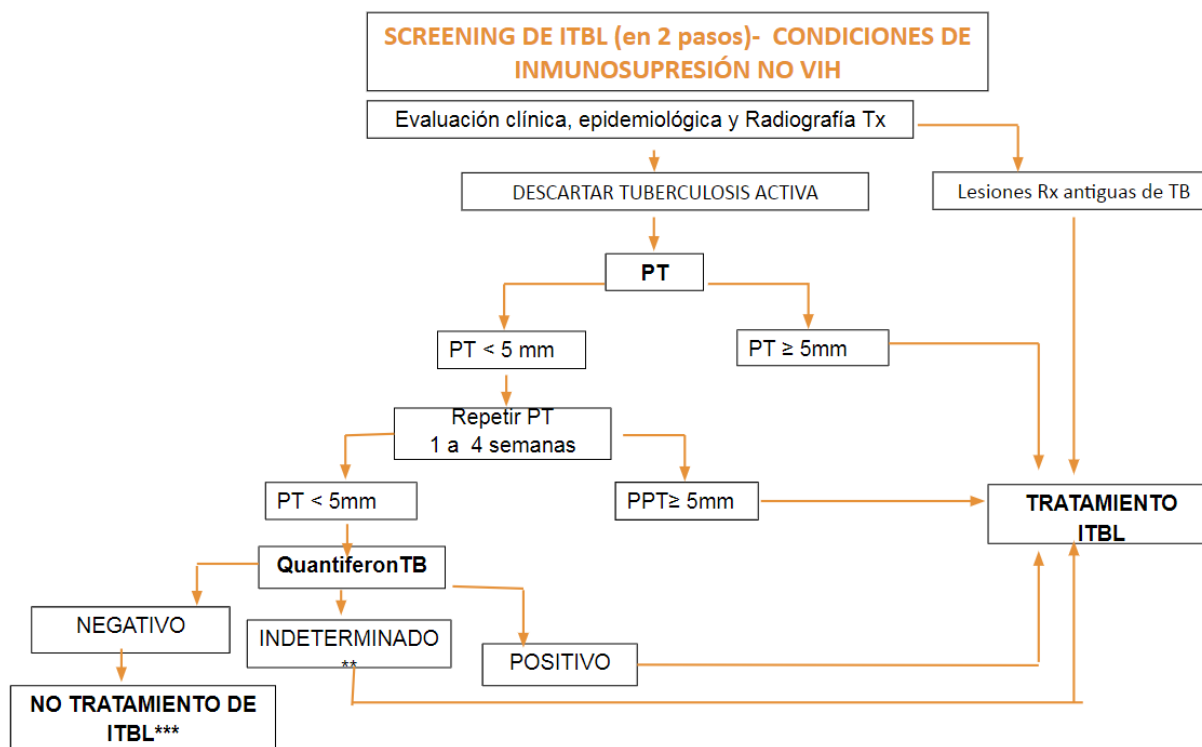 SCREENING DE ITBL (en 2 pasos)- CONDICIONES DE
INMUNOSUPRESIÓN NO VIH
Evaluación clínica, epidemiológica y Radiografía Tx
DESCARTAR TUBERCULOSIS ACTIVA
Lesiones Rx antiguas de TB
PT
PT < 5 mm
PT ≥ 5mm
Repetir PT
1 a 4 semanas
PT < 5mm
PPT≥ 5mm
TRATAMIENTO
ITBL
QuantiferonTB
NEGATIVO
INDETERMINADO
**
POSITIVO
NO TRATAMIENTO DE
ITBL***